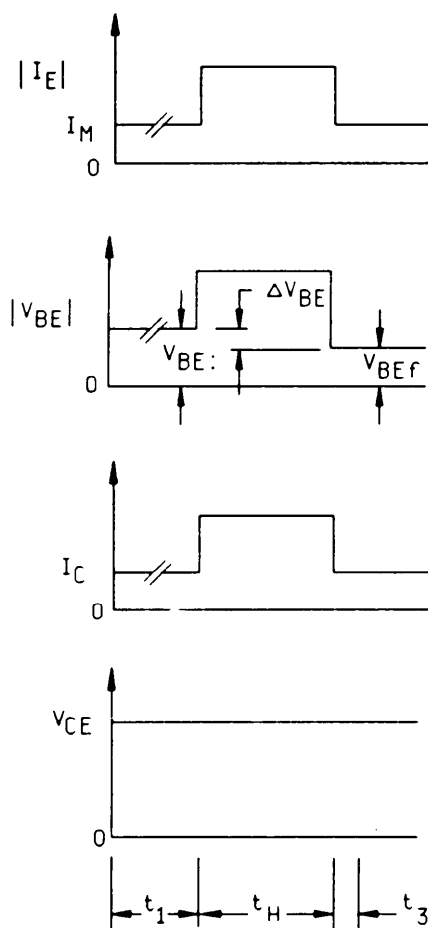 |I_E|
I_M
0
ΔV_BE
|V_BE|
V_BE:
V_BEf
0
I_C
0
V_CE
0
t_1 t_H t_3